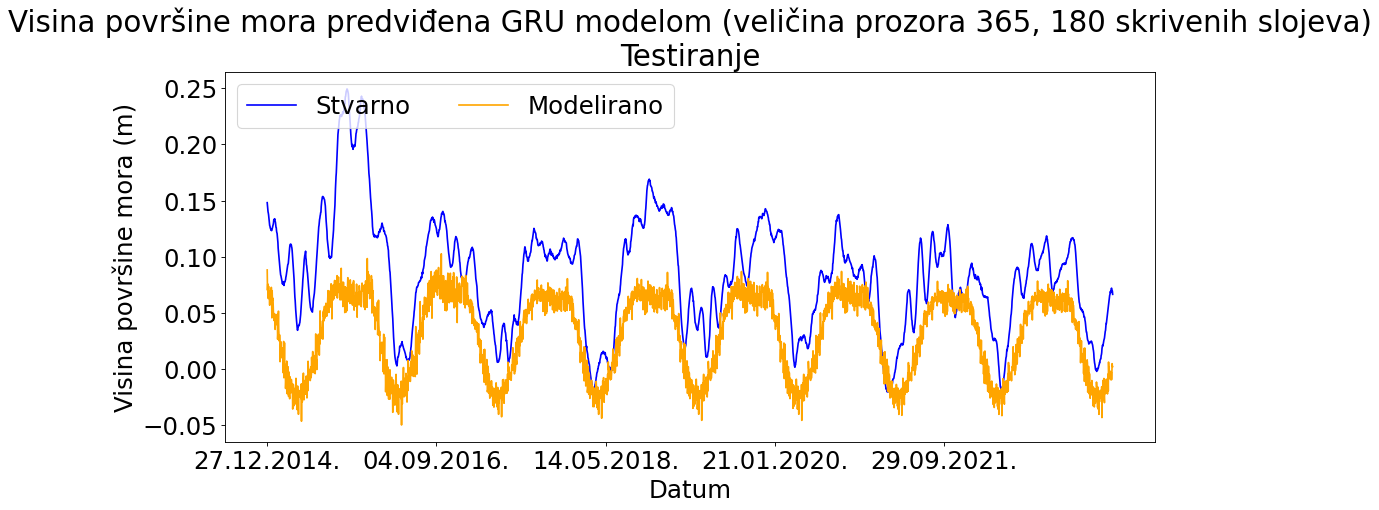 Visina površine mora predviđena GRU modelom (veličina prozora 365, 180 skrivenih slojeva)
Testiranje
Stvarno Modelirano
Visina površine mora (m)
0.25
0.20
0.15
0.10
0.05
0.00
−0.05
27.12.2014. 04.09.2016. 14.05.2018. 21.01.2020. 29.09.2021.
Datum